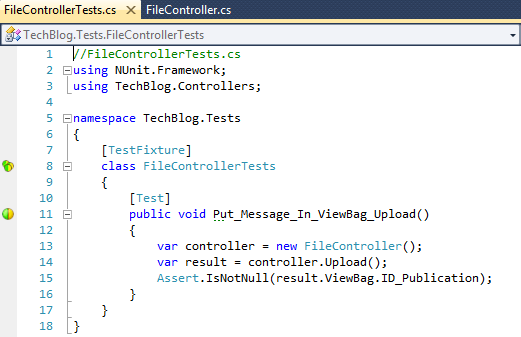 FileControllerTests.cs X FileController.cs
TechBlog.Tests.FileControllerTests
1 //FileControllerTests.cs
2 using NUnit.Framework;
3 using TechBlog.Controllers;
4
5 namespace TechBlog.Tests
6 {
7 [TestFixture]
8 class FileControllerTests
9 {
10 [Test]
11 public void Put_Message_In_ViewBag_Upload()
12 {
13 var controller = new FileController();
14 var result = controller.Upload();
15 Assert.IsNotNull(result.ViewBag.ID_Publication);
16 }
17 }
18 }